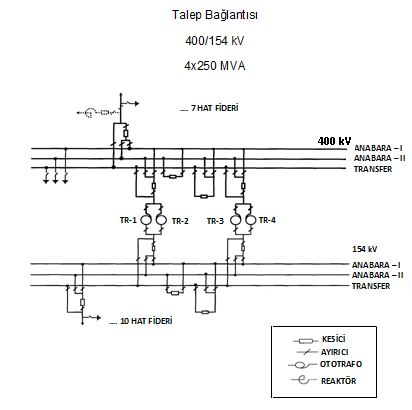 Talep Bağlantısı
400/154 kV
4x250 MVA
.... 7 HAT FİDERİ
400 kV
ANABARA – I
ANABARA – II
TRANSFER
TR-1
TR-2
TR-3
TR-4
154 kV
ANABARA – I
ANABARA – II
TRANSFER
.... 10 HAT FİDERİ
KESİCİ
AYIRICI
OTOTRAFO
REAKTÖR